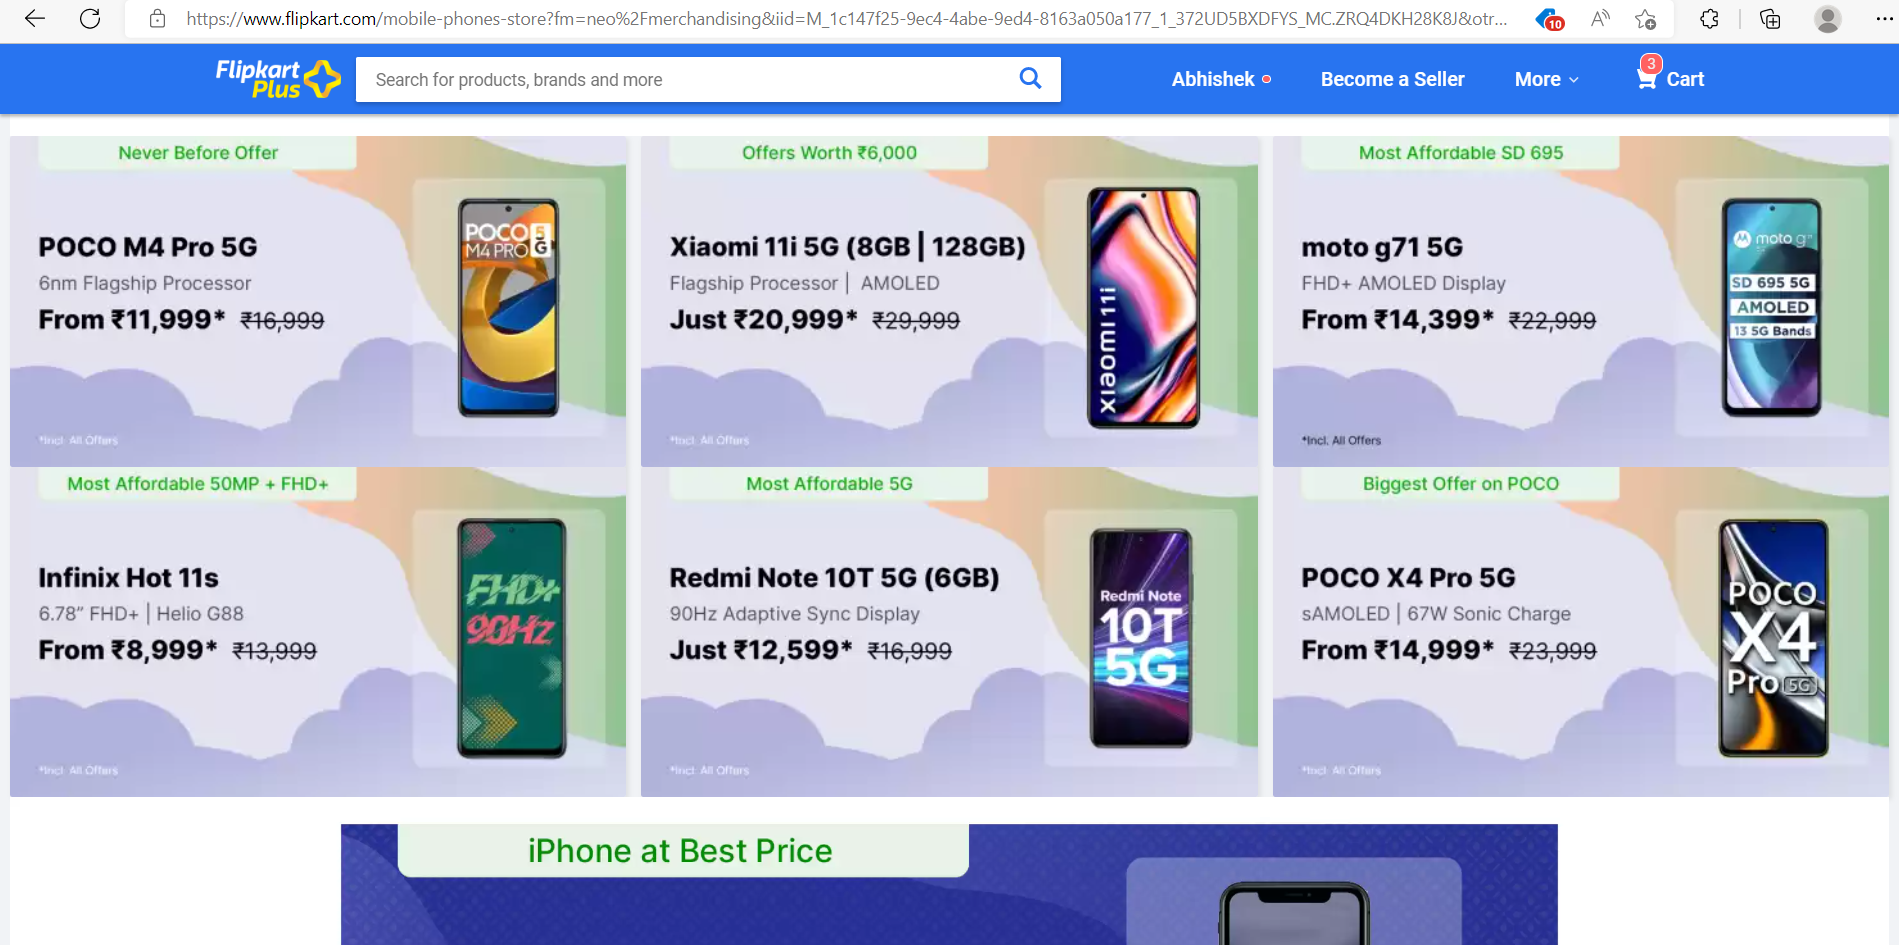 https://www.flipkart.com/mobile-phones-store?fm=neo%2Fmerchandising&iid=M_1c147f25-9ec4-4abe-9ed4-8163a050a177_1_372UD5BXDFYS_MC.ZRQ4DKH28K8J&otr...
10
Flipkart
Plus
Search for products, brands and more
Abhishek
Become a Seller
More
3
Cart
Never Before Offer
POCO M4 Pro 5G
6nm Flagship Processor
From ₹11,999* ₹16,999
*Incl. All Offers
POCO 5
M4 PRO G
Offers Worth ₹6,000
Xiaomi 11i 5G (8GB | 128GB)
Flagship Processor | AMOLED
Just ₹20,999* ₹29,999
*Incl. All Offers
xiaomi 11i
Most Affordable SD 695
moto g71 5G
FHD+ AMOLED Display
From ₹14,399* ₹22,999
*Incl. All Offers
moto g71
SD 695 5G
AMOLED
13 5G Bands
Most Affordable 50MP + FHD+
Infinix Hot 11s
6.78” FHD+ | Helio G88
From ₹8,999* ₹13,999
*Incl. All Offers
FHD+
90Hz
Most Affordable 5G
Redmi Note 10T 5G (6GB)
90Hz Adaptive Sync Display
Just ₹12,599* ₹16,999
*Incl. All Offers
Redmi Note
10T
5G
Biggest Offer on POCO
POCO X4 Pro 5G
sAMOLED | 67W Sonic Charge
From ₹14,999* ₹23,999
*Incl. All Offers
POCO
X4
Pro 5G
iPhone at Best Price